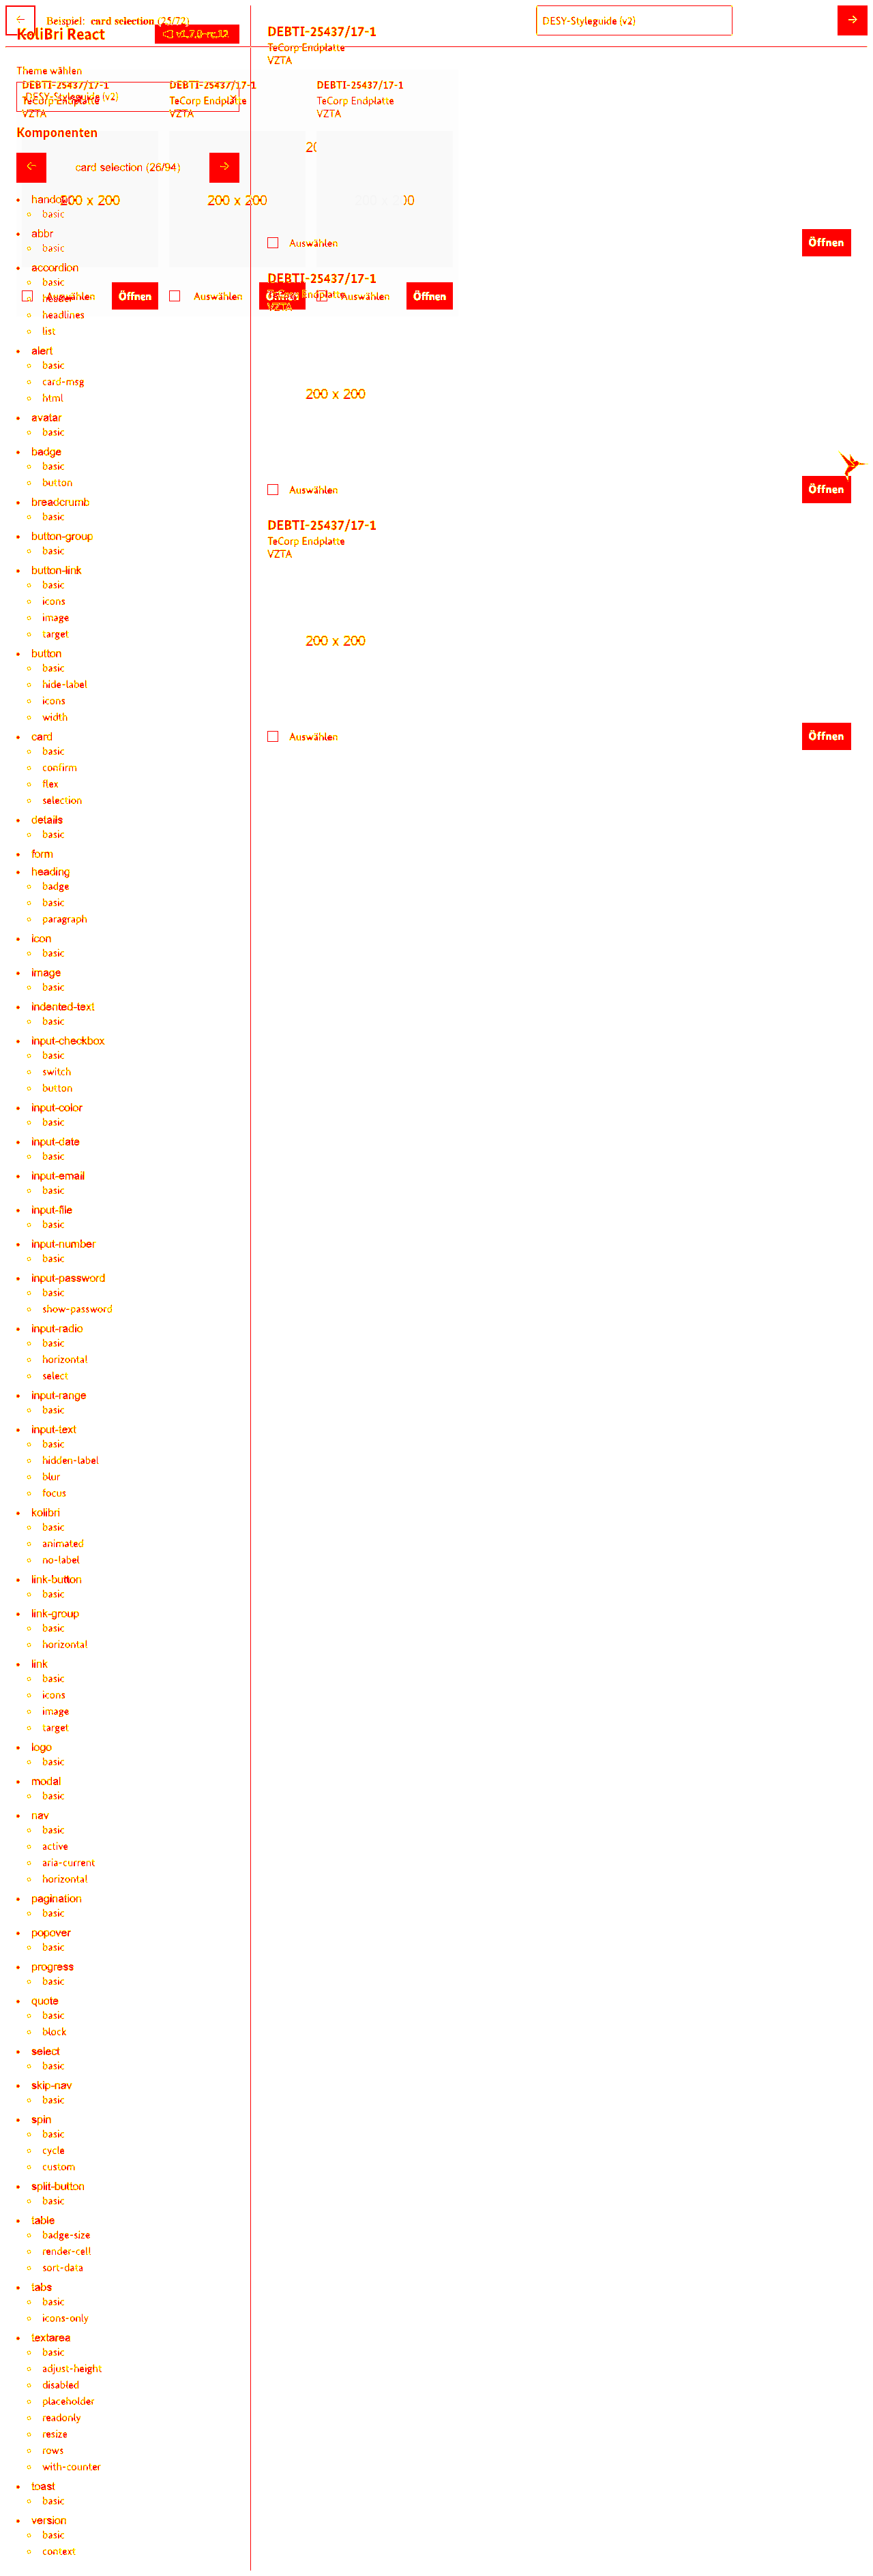 ← Beispiel: card selection (25/72) DESY-Styleguide (v2) →
KoliBri React
v1.7.0-rc.12
DEBTI-25437/17-1
TeCorp Endplatte
VZTA
Theme wählen
DESY-Styleguide (v2)
DEBTI-25437/17-1
TeCorp Endplatte
VZTA
DEBTI-25437/17-1
TeCorp Endplatte
VZTA
DEBTI-25437/17-1
TeCorp Endplatte
VZTA
Komponenten
← card selection (26/94) →
200 x 200
200 x 200
Auswählen Öffnen
Auswählen
Auswählen Öffnen
Auswählen Öffnen
DEBTI-25437/17-1
TeCorp Endplatte
VZTA
200 x 200
Auswählen Öffnen
DEBTI-25437/17-1
TeCorp Endplatte
VZTA
200 x 200
Auswählen Öffnen
basic
abbr
basic
accordion
basic
header
headlines
list
alert
basic
card-msg
html
avatar
basic
badge
basic
button
breadcrumb
basic
button-group
basic
button-link
basic
icons
image
target
button
basic
hide-label
icons
width
card
basic
confirm
flex
selection
details
basic
form
heading
badge
basic
paragraph
icon
basic
image
basic
indented-text
basic
input-checkbox
basic
switch
button
input-color
basic
input-date
basic
input-email
basic
input-file
basic
input-number
basic
input-password
basic
show-password
input-radio
basic
horizontal
select
input-range
basic
input-text
basic
hidden-label
blur
focus
kolibri
basic
animated
no-label
link-button
basic
link-group
basic
horizontal
link
basic
icons
image
target
logo
basic
modal
basic
nav
basic
active
aria-current
horizontal
pagination
basic
popover
basic
progress
basic
quote
basic
block
select
basic
skip-nav
basic
spin
basic
cycle
custom
split-button
basic
table
badge-size
render-cell
sort-data
tabs
basic
icons-only
textarea
basic
adjust-height
disabled
placeholder
readonly
resize
rows
with-counter
toast
basic
version
basic
context